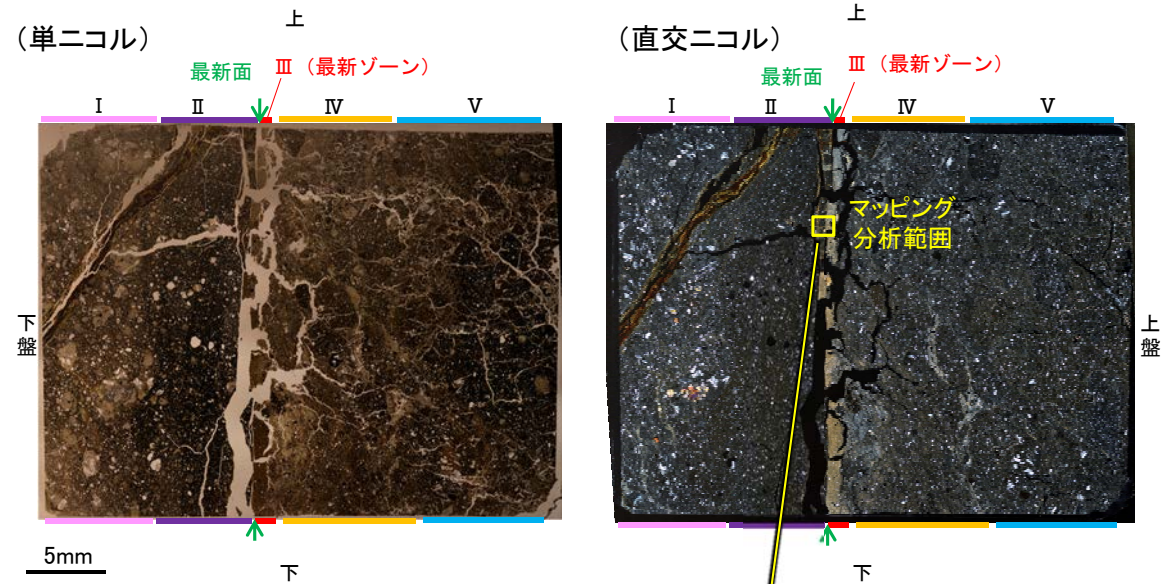 上
(単ニコル)
最新面
Ⅲ (最新ゾーン)
Ⅰ
Ⅱ
Ⅳ
Ⅴ
下盤
5mm
下
上
(直交ニコル)
最新面
Ⅲ (最新ゾーン)
Ⅰ
Ⅱ
Ⅳ
Ⅴ
マッピング
分析範囲
上盤
下